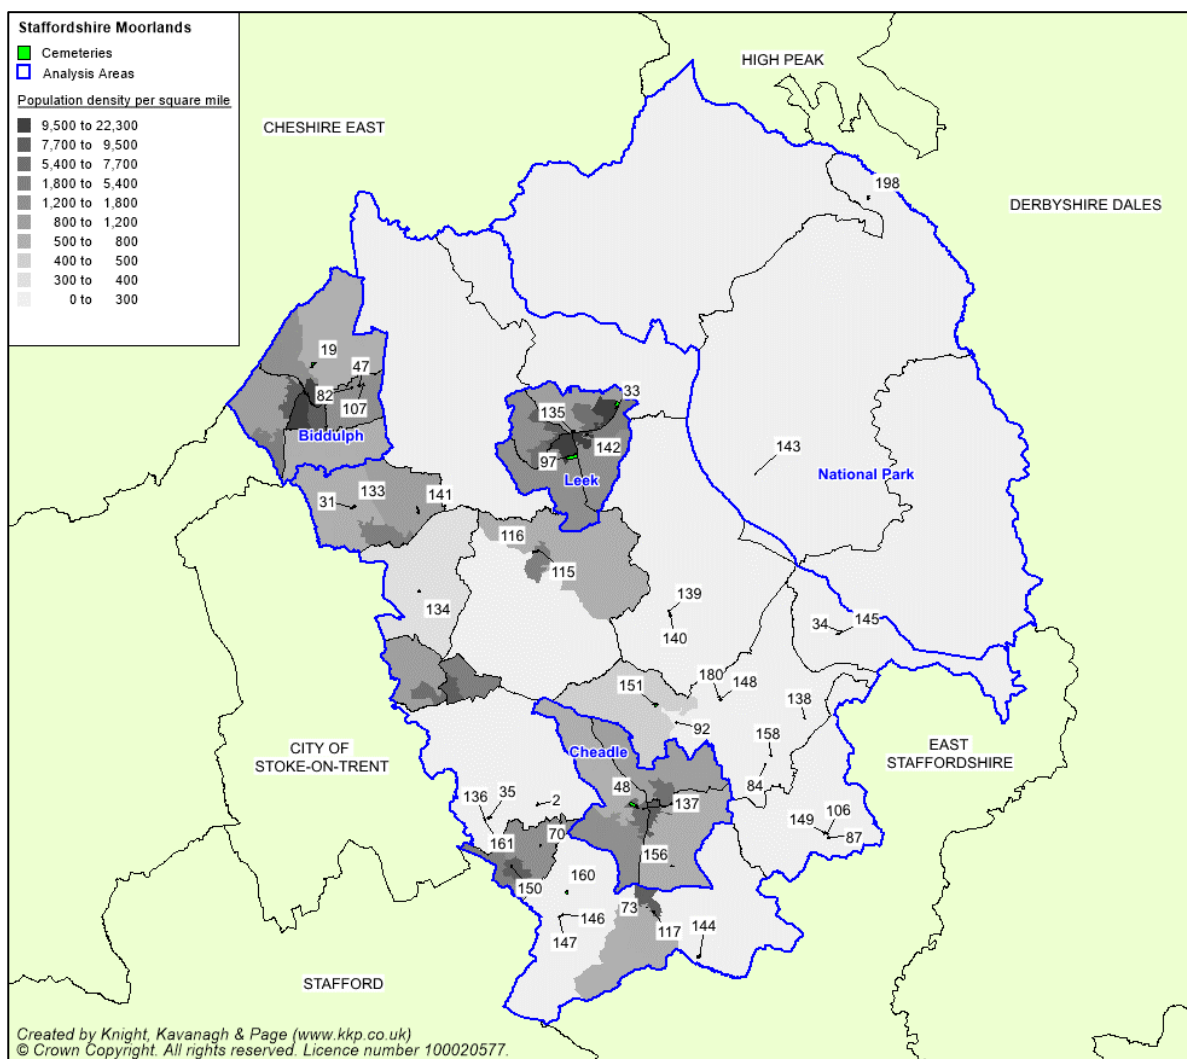 Staffordshire Moorlands
Cemeteries
Analysis Areas
Population density per square mile
9,500 to 22,300
7,700 to 9,500
5,400 to 7,700
1,800 to 5,400
1,200 to 1,800
800 to 1,200
500 to 800
400 to 500
300 to 400
0 to 300
HIGH PEAK
CHESHIRE EAST
198
DERBYSHIRE DALES
19
47
82
107
Biddulph
33
135
142
97
Leek
143
National Park
31
133
141
116
115
134
139
140
34
145
151
180
148
138
92
158
84
CITY OF
STOKE-ON-TRENT
Cheadle
EAST
STAFFORDSHIRE
48
137
136
35
2
149
106
87
161
70
156
150
160
73
146
147
117
144
STAFFORD
Created by Knight, Kavanagh & Page (www.kkp.co.uk)
© Crown Copyright. All rights reserved. Licence number 100020577.